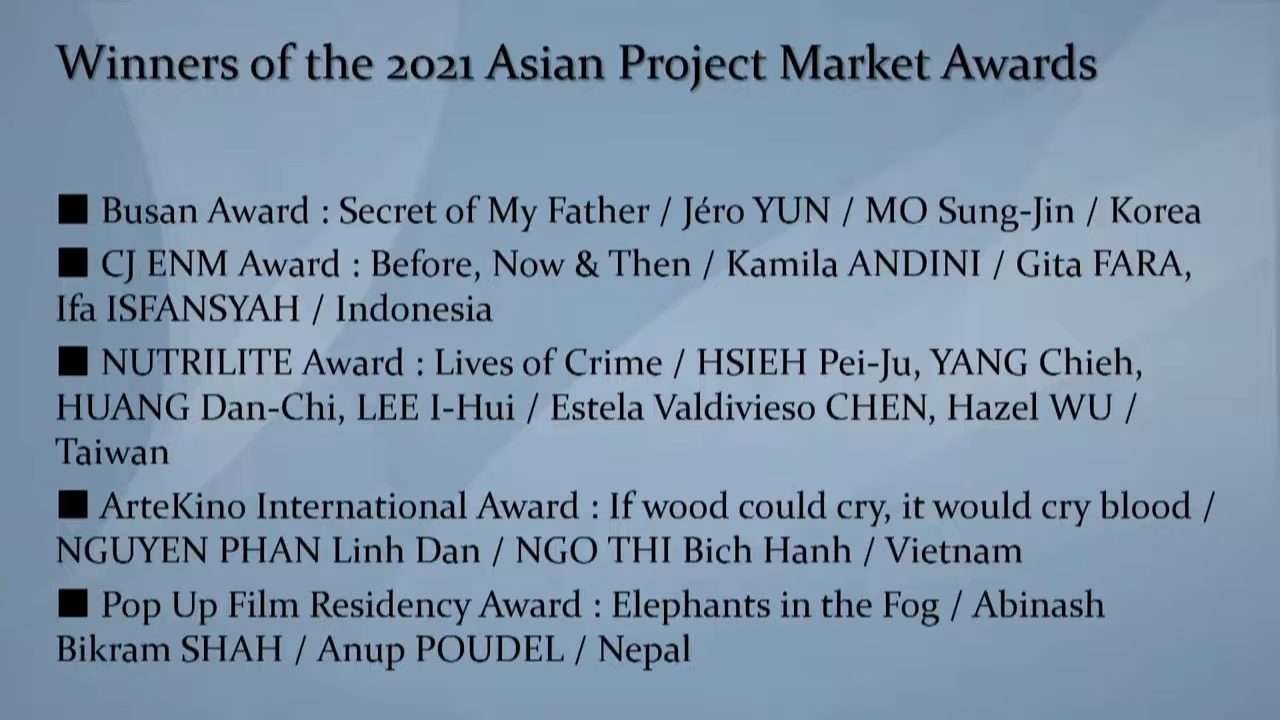 Winners of the 2021 Asian Project Market Awards
■ Busan Award : Secret of My Father / Jéro YUN / MO Sung-Jin / Korea
■ CJ ENM Award : Before, Now & Then / Kamila ANDINI / Gita FARA,
Ifa ISFANSYAH / Indonesia
■ NUTRILITE Award : Lives of Crime / HSIEH Pei-Ju, YANG Chieh,
HUANG Dan-Chi, LEE I-Hui / Estela Valdivieso CHEN, Hazel WU /
Taiwan
■ ArteKino International Award : If wood could cry, it would cry blood /
NGUYEN PHAN Linh Dan / NGO THI Bich Hanh / Vietnam
■ Pop Up Film Residency Award : Elephants in the Fog / Abinash
Bikram SHAH / Anup POUDEL / Nepal